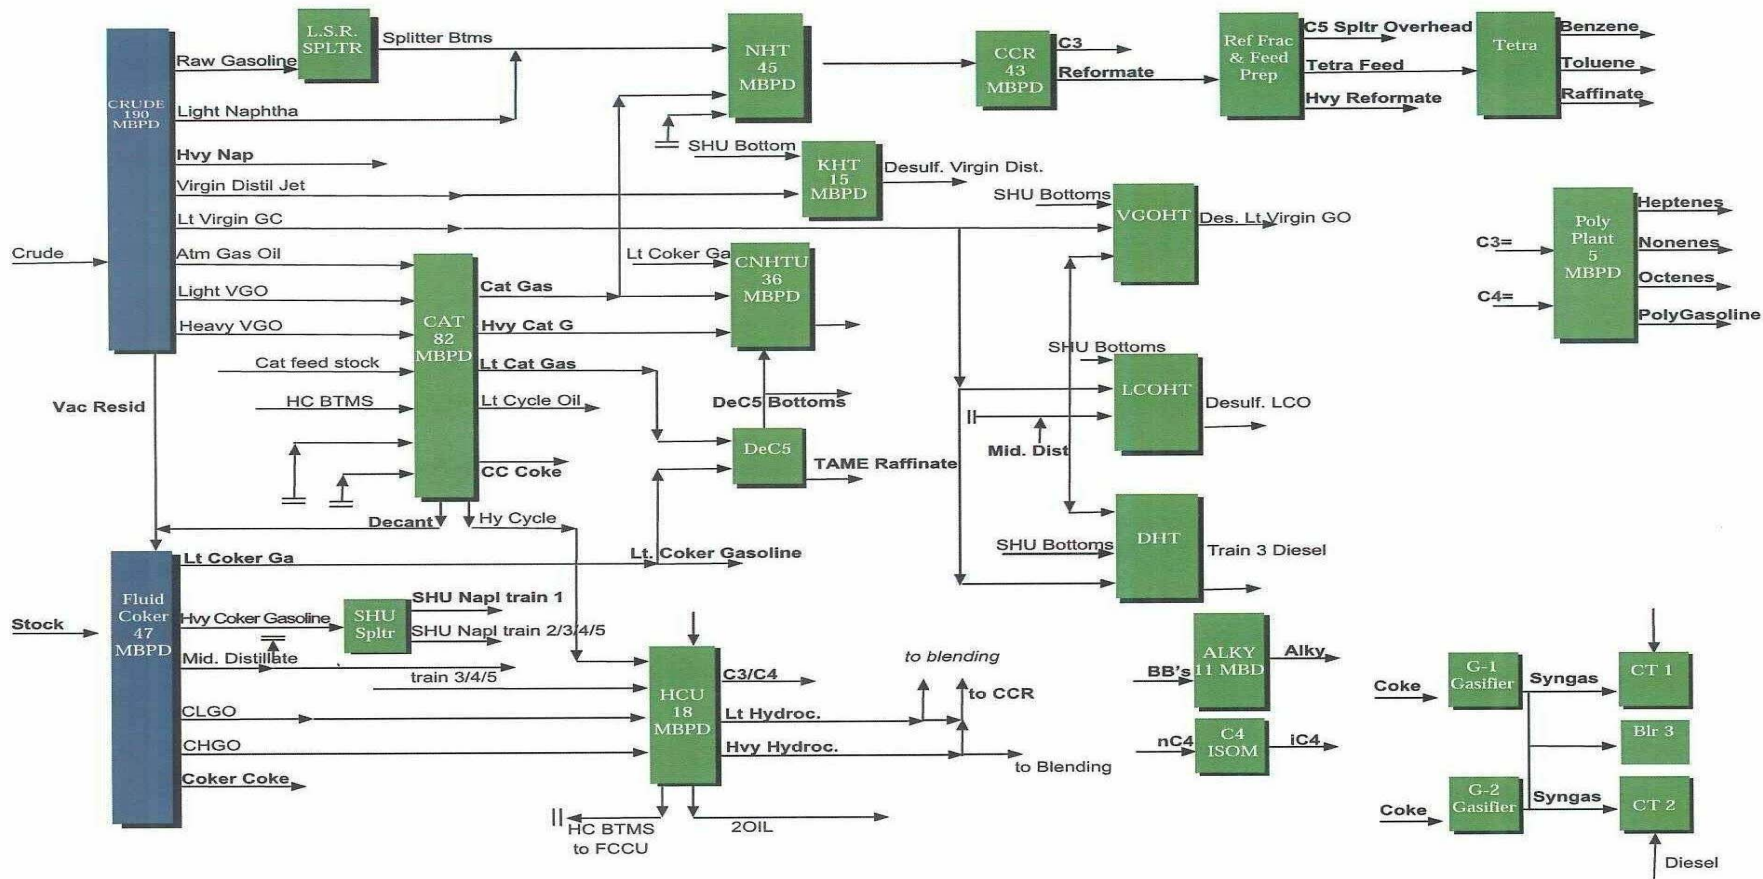 L.S.R.
SPLTR
Splitter Btms
NHT
45
MBPD
CCR
43
MBPD
C3
Reformate
Ref Frac
& Feed
Prep
C5 Spltr Overhead
Tetra Feed
Hvy Reformate
Tetra
Benzene
Toluene
Raffinate
CRUDE
190
MBPD
Crude
Raw Gasoline
Light Naphtha
Hvy Nap
Virgin Distil Jet
Lt Virgin GC
Atm Gas Oil
Light VGO
Heavy VGO
SHU Bottom
KHT
15
MBPD
Desulf. Virgin Dist.
SHU Bottoms
VGOHT
Des. Lt Virgin GO
C3=
C4=
Poly
Plant
5
MBPD
Heptenes
Nonenes
Octenes
PolyGasoline
Lt Coker Ga
CNHTU
36
MBPD
CAT
82
MBPD
Cat Gas
Hvy Cat G
Lt Cat Gas
Lt Cycle Oil
CC Coke
Cat feed stock
HC BTMS
Vac Resid
DeC5 Bottoms
DeC5
TAME Raffinate
SHU Bottoms
LCOHT
Desulf. LCO
Mid. Dist
Decant
Hy Cycle
SHU Bottoms
DHT
Train 3 Diesel
Stock
Fluid
Coker
47
MBPD
Lt Coker Ga
Lt. Coker Gasoline
Hvy Coker Gasoline
SHU
Spltr
SHU Napl train 1
SHU Napl train 2/3/4/5
Mid. Distillate
train 3/4/5
CLGO
CHGO
Coker Coke
HCU
18
MBPD
C3/C4
Lt Hydroc.
Hvy Hydroc.
to blending
to CCR
to Blending
HC BTMS
to FCCU
2OIL
BB's
ALKY
11 MBD
Alky
nC4
C4
ISOM
iC4
Coke
G-1
Gasifier
Syngas
CT 1
Blr 3
Coke
G-2
Gasifier
Syngas
CT 2
Diesel